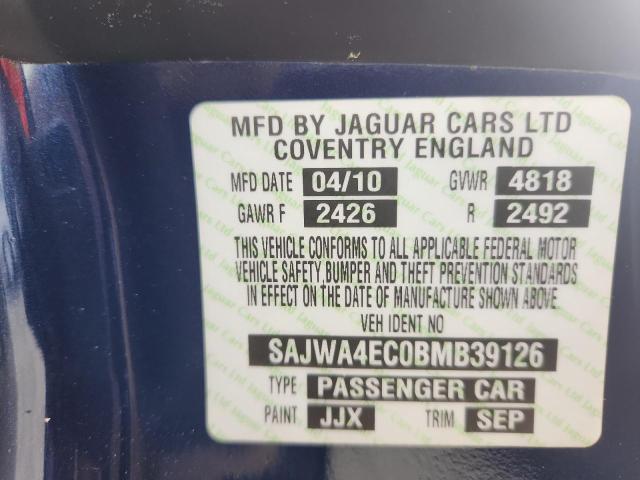 MFD BY JAGUAR CARS LTD
COVENTRY ENGLAND
MFD DATE 04/10 GVWR 4818
GAWR F 2426 R 2492
THIS VEHICLE CONFORMS TO ALL APPLICABLE FEDERAL MOTOR
VEHICLE SAFETY, BUMPER AND THEFT PREVENTION STANDARDS
IN EFFECT ON THE DATE OF MANUFACTURE SHOWN ABOVE.
VEH IDENT NO
SAJWA4EC0BMB39126
TYPE PASSENGER CAR
PAINT JJX TRIM SEP